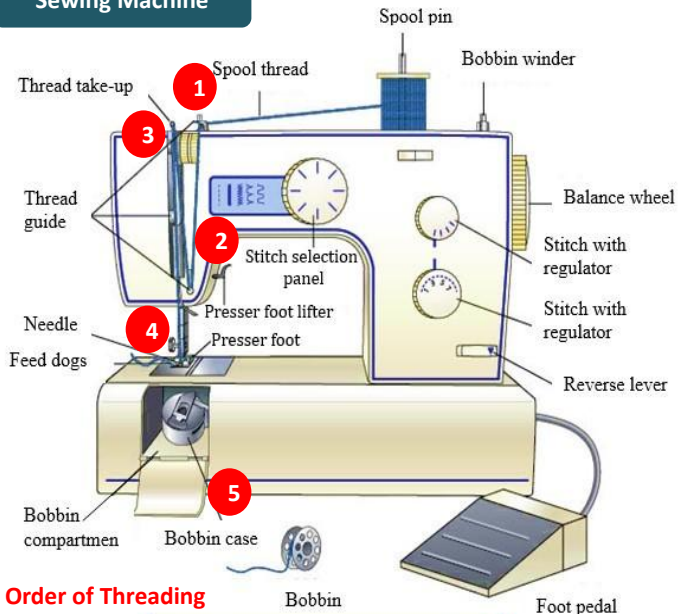 Sewing Machine
Spool pin
Bobbin winder
Spool thread
Thread take-up
1
3
Thread
guide
2
Balance wheel
Stitch selection
panel
Stitch with
regulator
Presser foot lifter
Stitch with
regulator
Needle
4
Presser foot
Feed dogs
Reverse lever
5
Bobbin
compartmen
Bobbin case
Order of Threading
Bobbin
Foot pedal